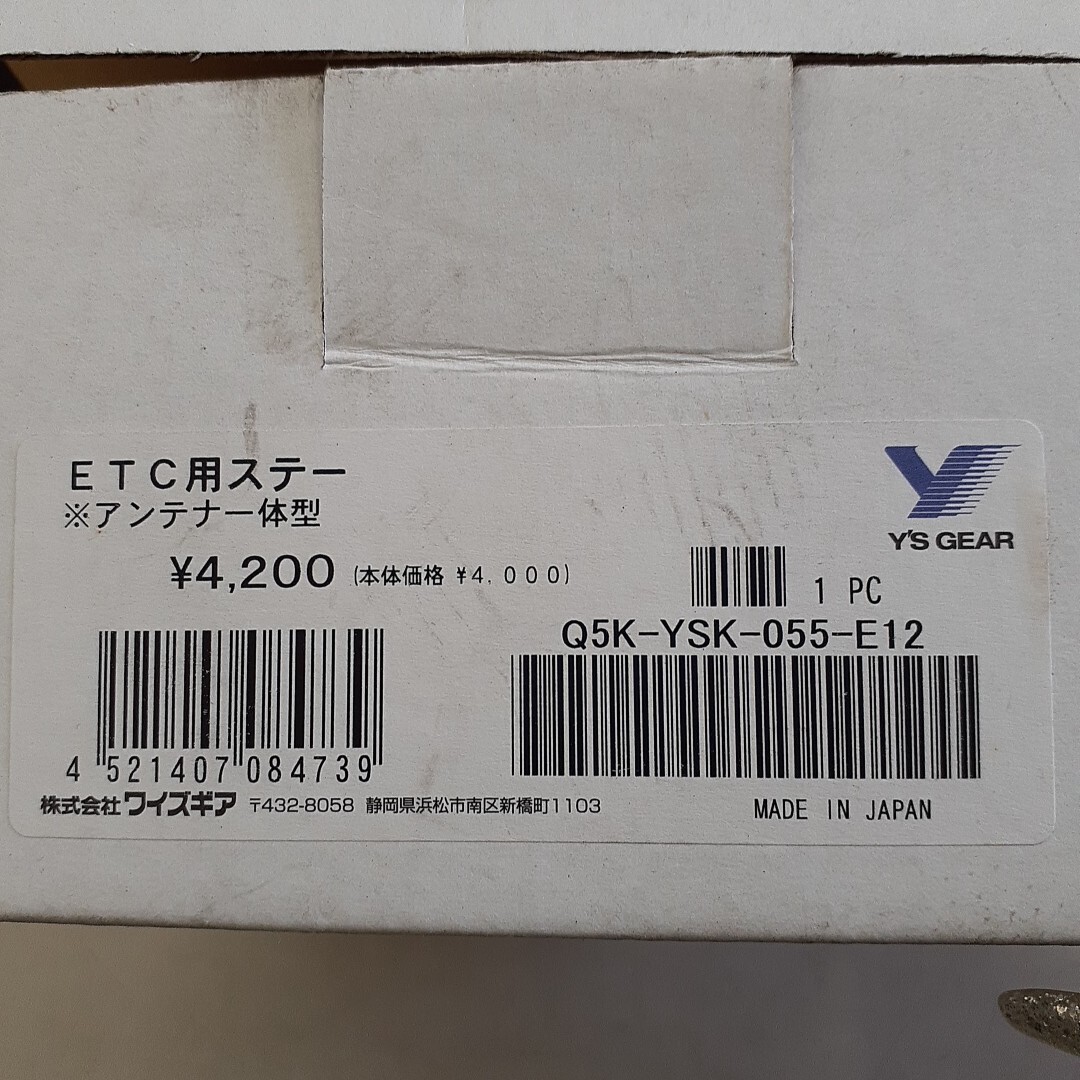 ETC用ステー
※アンテナ一体型
¥4,200 (本体価格 ¥4,000)
Y'S GEAR
1 PC
Q5K-YSK-055-E12
4 521407 084739
株式会社ワイズギア 〒432-8058 静岡県浜松市南区新橋町1103
MADE IN JAPAN